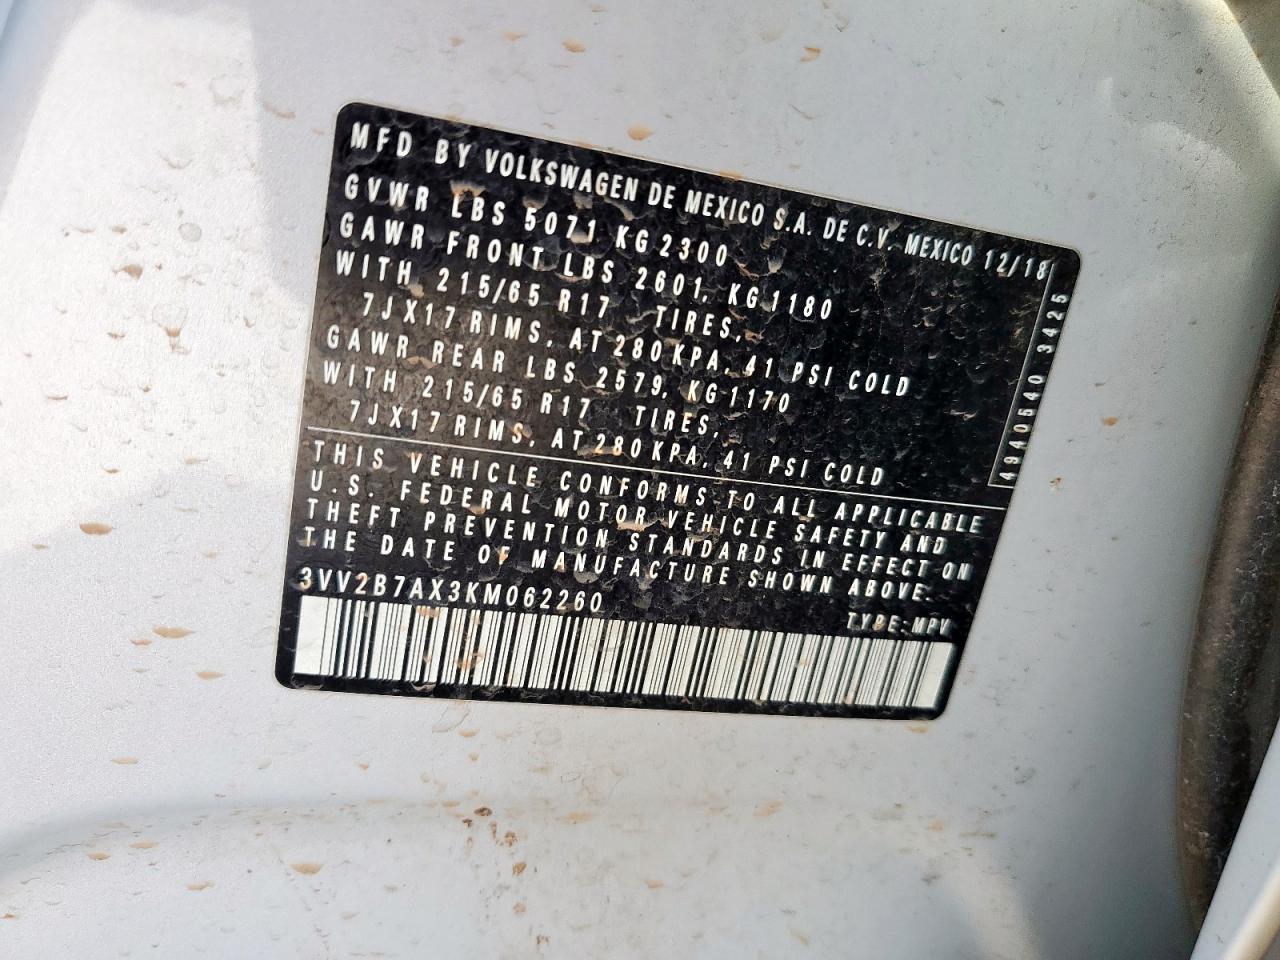 MFD BY VOLKSWAGEN DE MEXICO S.A. DE C.V. MEXICO 12/18
GVWR LBS 5071 KG 2300
GAWR FRONT LBS 2601, KG 1180
WITH 215/65 R17 TIRES,
7JX17 RIMS, AT 280 KPA, 41 PSI COLD
GAWR REAR LBS 2579, KG 1170
WITH 215/65 R17 TIRES,
7JX17 RIMS, AT 280 KPA, 41 PSI COLD
4940540 3425
THIS VEHICLE CONFORMS TO ALL APPLICABLE
U.S. FEDERAL MOTOR VEHICLE SAFETY AND
THEFT PREVENTION STANDARDS IN EFFECT ON
THE DATE OF MANUFACTURE SHOWN ABOVE.
3VV2B7AX3KM062260
TYPE: MPV